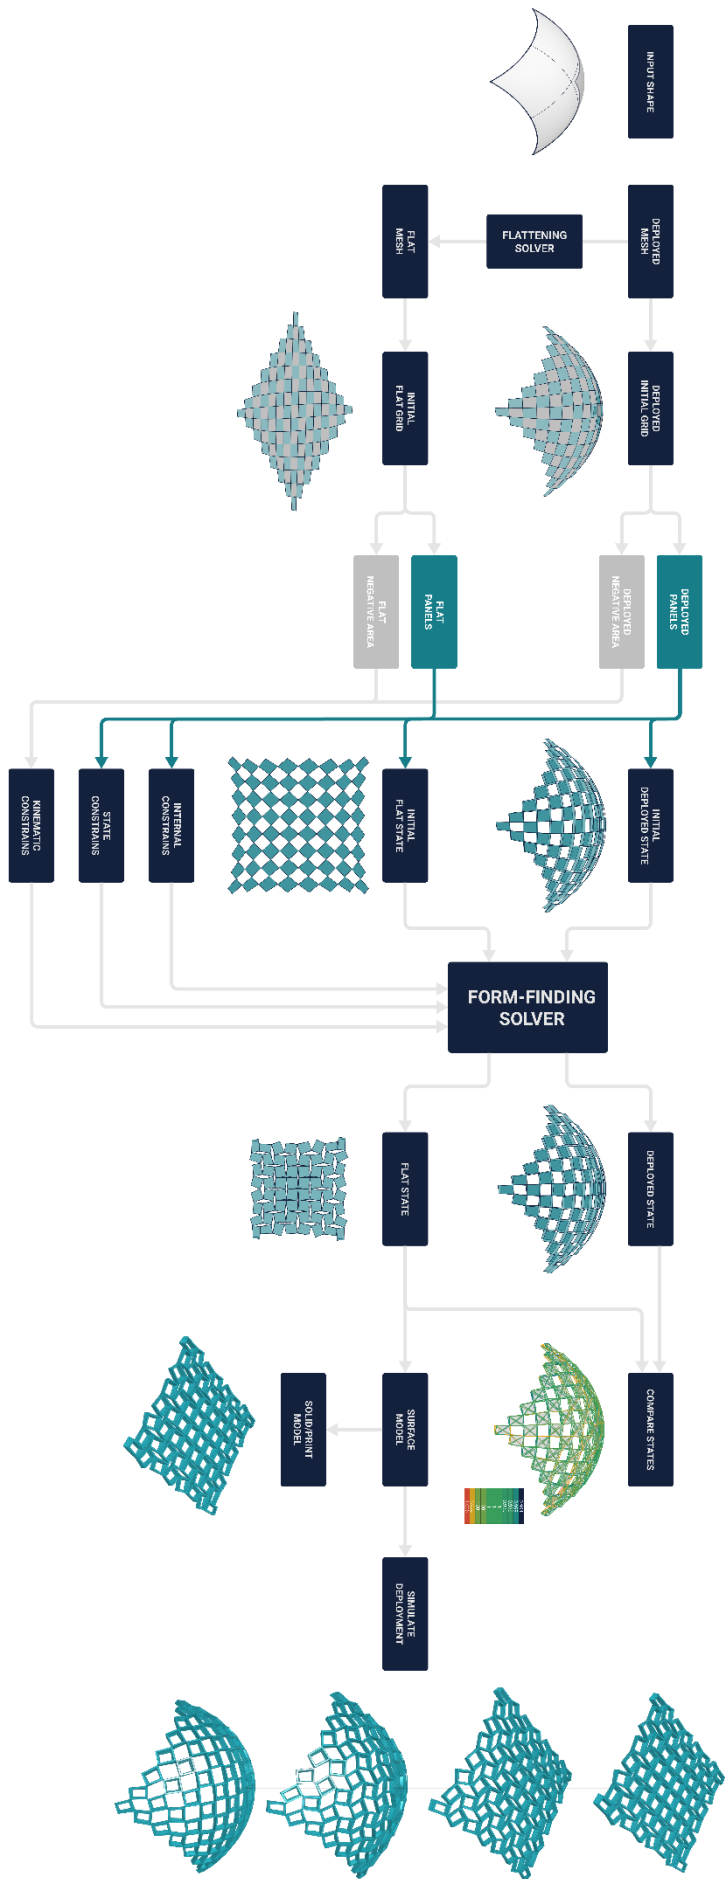 INPUT SHAPE
DEPLOYED
MESH
FLATTENING
SOLVER
FLAT
MESH
DEPLOYED
INITIAL GRID
INITIAL
FLAT GRID
DEPLOYED
PANELS
DEPLOYED
NEGATIVE AREA
FLAT
PANELS
FLAT
NEGATIVE AREA
INITIAL
DEPLOYED STATE
INITIAL
FLAT STATE
INTERNAL
CONSTRAINS
STATE
CONSTRAINS
KINEMATIC
CONSTRAINS
FORM-FINDING
SOLVER
DEPLOYED STATE
FLAT STATE
COMPARE STATES
SURFACE
MODEL
SOLID/PRINT
MODEL
SIMULATE
DEPLOYMENT